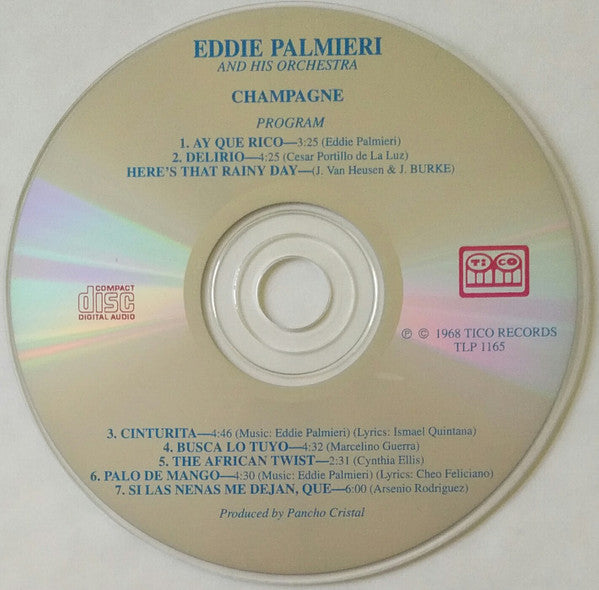 EDDIE PALMIERI
AND HIS ORCHESTRA
CHAMPAGNE
PROGRAM
1. AY QUE RICO—3:25 (Eddie Palmieri)
2. DELIRIO—4:25 (Cesar Portillo de La Luz)
HERE'S THAT RAINY DAY—(J. Van Heusen & J. BURKE)
COMPACT
disc
DIGITAL AUDIO
TICO
℗ © 1968 TICO RECORDS
TLP 1165
3. CINTURITA—4:46 (Music: Eddie Palmieri) (Lyrics: Ismael Quintana)
4. BUSCA LO TUYO—4:32 (Marcelino Guerra)
5. THE AFRICAN TWIST—2:31 (Cynthia Ellis)
6. PALO DE MANGO—4:30 (Music: Eddie Palmieri) (Lyrics: Cheo Feliciano)
7. SI LAS NENAS ME DEJAN, QUE—6:00 (Arsenio Rodriguez)
Produced by Pancho Cristal